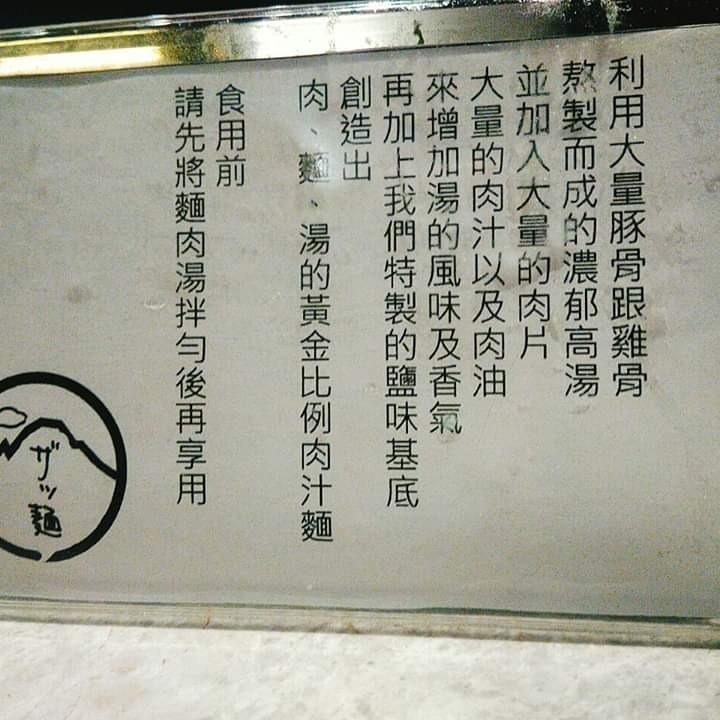 利用大量豚骨跟雞骨
熬製而成的濃郁高湯
並加入大量的肉片
大量的肉汁以及肉油
來增加湯的風味及香氣
再加上我們特製的鹽味基底
創造出
肉、麵、湯的黃金比例肉汁麵
食用前
請先將麵肉湯拌勻後再享用
ザッ麵